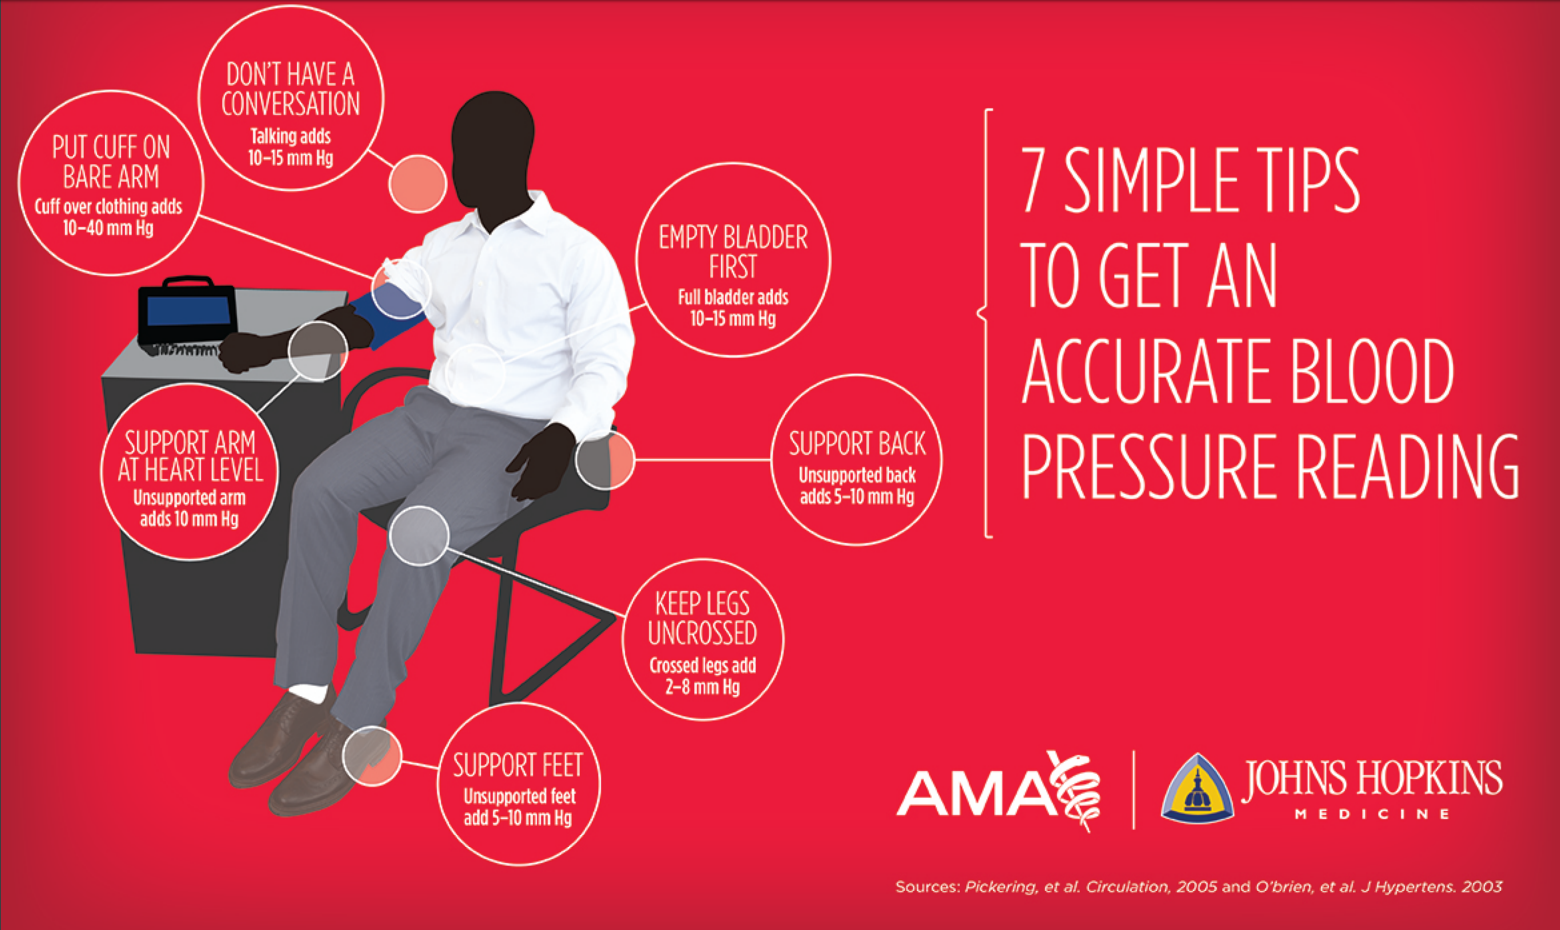 DON'T HAVE A
CONVERSATION
Talking adds
10–15 mm Hg
PUT CUFF ON
BARE ARM
Cuff over clothing adds
10–40 mm Hg
EMPTY BLADDER
FIRST
Full bladder adds
10–15 mm Hg
SUPPORT ARM
AT HEART LEVEL
Unsupported arm
adds 10 mm Hg
SUPPORT BACK
Unsupported back
adds 5–10 mm Hg
KEEP LEGS
UNCROSSED
Crossed legs add
2–8 mm Hg
SUPPORT FEET
Unsupported feet
add 5–10 mm Hg
7 SIMPLE TIPS
TO GET AN
ACCURATE BLOOD
PRESSURE READING
AMA
JOHNS HOPKINS
MEDICINE
Sources: Pickering, et al. Circulation, 2005 and O'brien, et al. J Hypertens. 2003